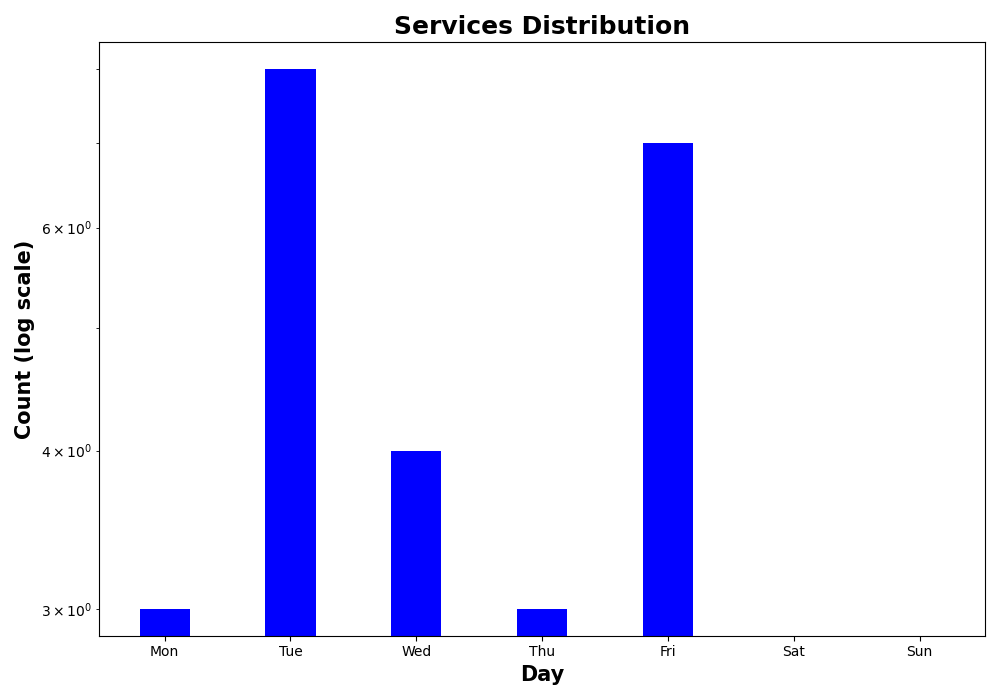 Services Distribution
Count (log scale)
6 × 10⁰
4 × 10⁰
3 × 10⁰
Mon Tue Wed Thu Fri Sat Sun
Day